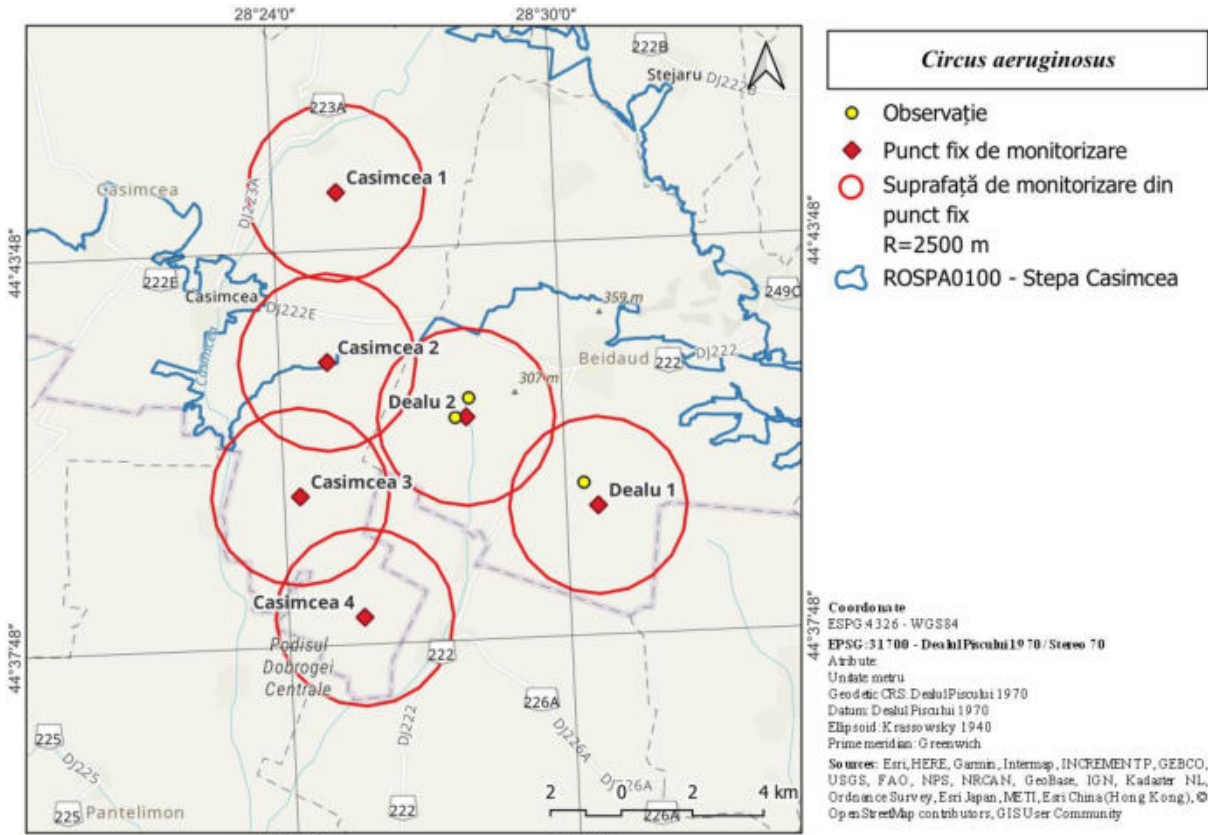 28°24′0″
28°30′0″
222B
Stejaru
DJ222B
223A
Casimcea 1
Casimcea
DJ223A
44°43′48″
44°43′48″
222E
249C
Casimcea
DJ222E
359 m
Casimcea
Casimcea 2
Beidaud
DJ222
222
307 m
Dealu 2
Casimcea 3
Dealu 1
Casimcea 4
44°37′48″
44°37′48″
Podisul
Dobrogei
Centrale
222
226A
DJ222
DJ226A
225
DJ225
225
Pantelimon
222
DJ226A
226A
2 0 2 4 km
Circus aeruginosus
Observație
Punct fix de monitorizare
Suprafață de monitorizare din
punct fix
R=2500 m
ROSPA0100 - Stepa Casimcea
Coordonate
ESPG:4326 - WGS84
EPSG:31700 - Dealul Piscului 1970 / Stereo 70
Atribute:
Unitate metru
Geodetic CRS: Dealul Piscului 1970
Datum: Dealul Piscului 1970
Ellipsoid: Krassowsky 1940
Prime meridian: Greenwich
Sources: Esri, HERE, Garmin, Intermap, INCREMENT P, GEBCO,
USGS, FAO, NPS, NRCAN, GeoBase, IGN, Kadaster NL,
Ordnance Survey, Esri Japan, METI, Esri China (Hong Kong), ©
OpenStreetMap contributors, GIS User Community